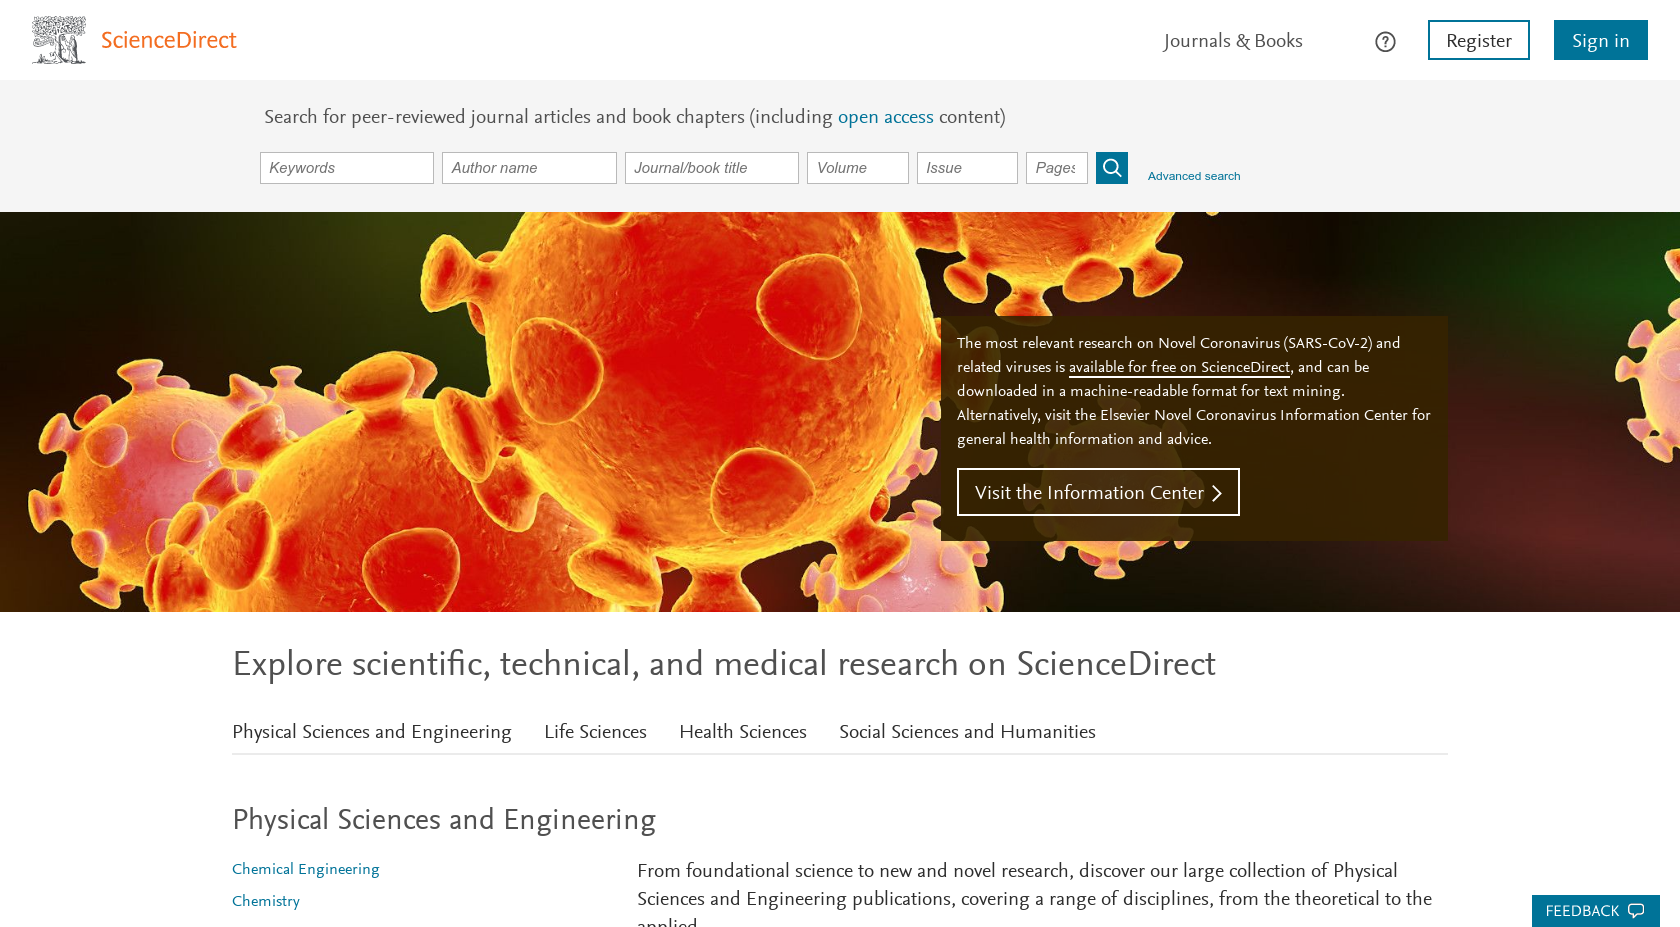 ScienceDirect
Journals & Books
Register
Sign in
Search for peer-reviewed journal articles and book chapters (including open access content)
Keywords
Author name
Journal/book title
Volume
Issue
Pages
Advanced search
The most relevant research on Novel Coronavirus (SARS-CoV-2) and
related viruses is available for free on ScienceDirect, and can be
downloaded in a machine-readable format for text mining.
Alternatively, visit the Elsevier Novel Coronavirus Information Center for
general health information and advice.
Visit the Information Center
Explore scientific, technical, and medical research on ScienceDirect
Physical Sciences and Engineering
Life Sciences
Health Sciences
Social Sciences and Humanities
Physical Sciences and Engineering
Chemical Engineering
Chemistry
From foundational science to new and novel research, discover our large collection of Physical
Sciences and Engineering publications, covering a range of disciplines, from the theoretical to the
applied
FEEDBACK